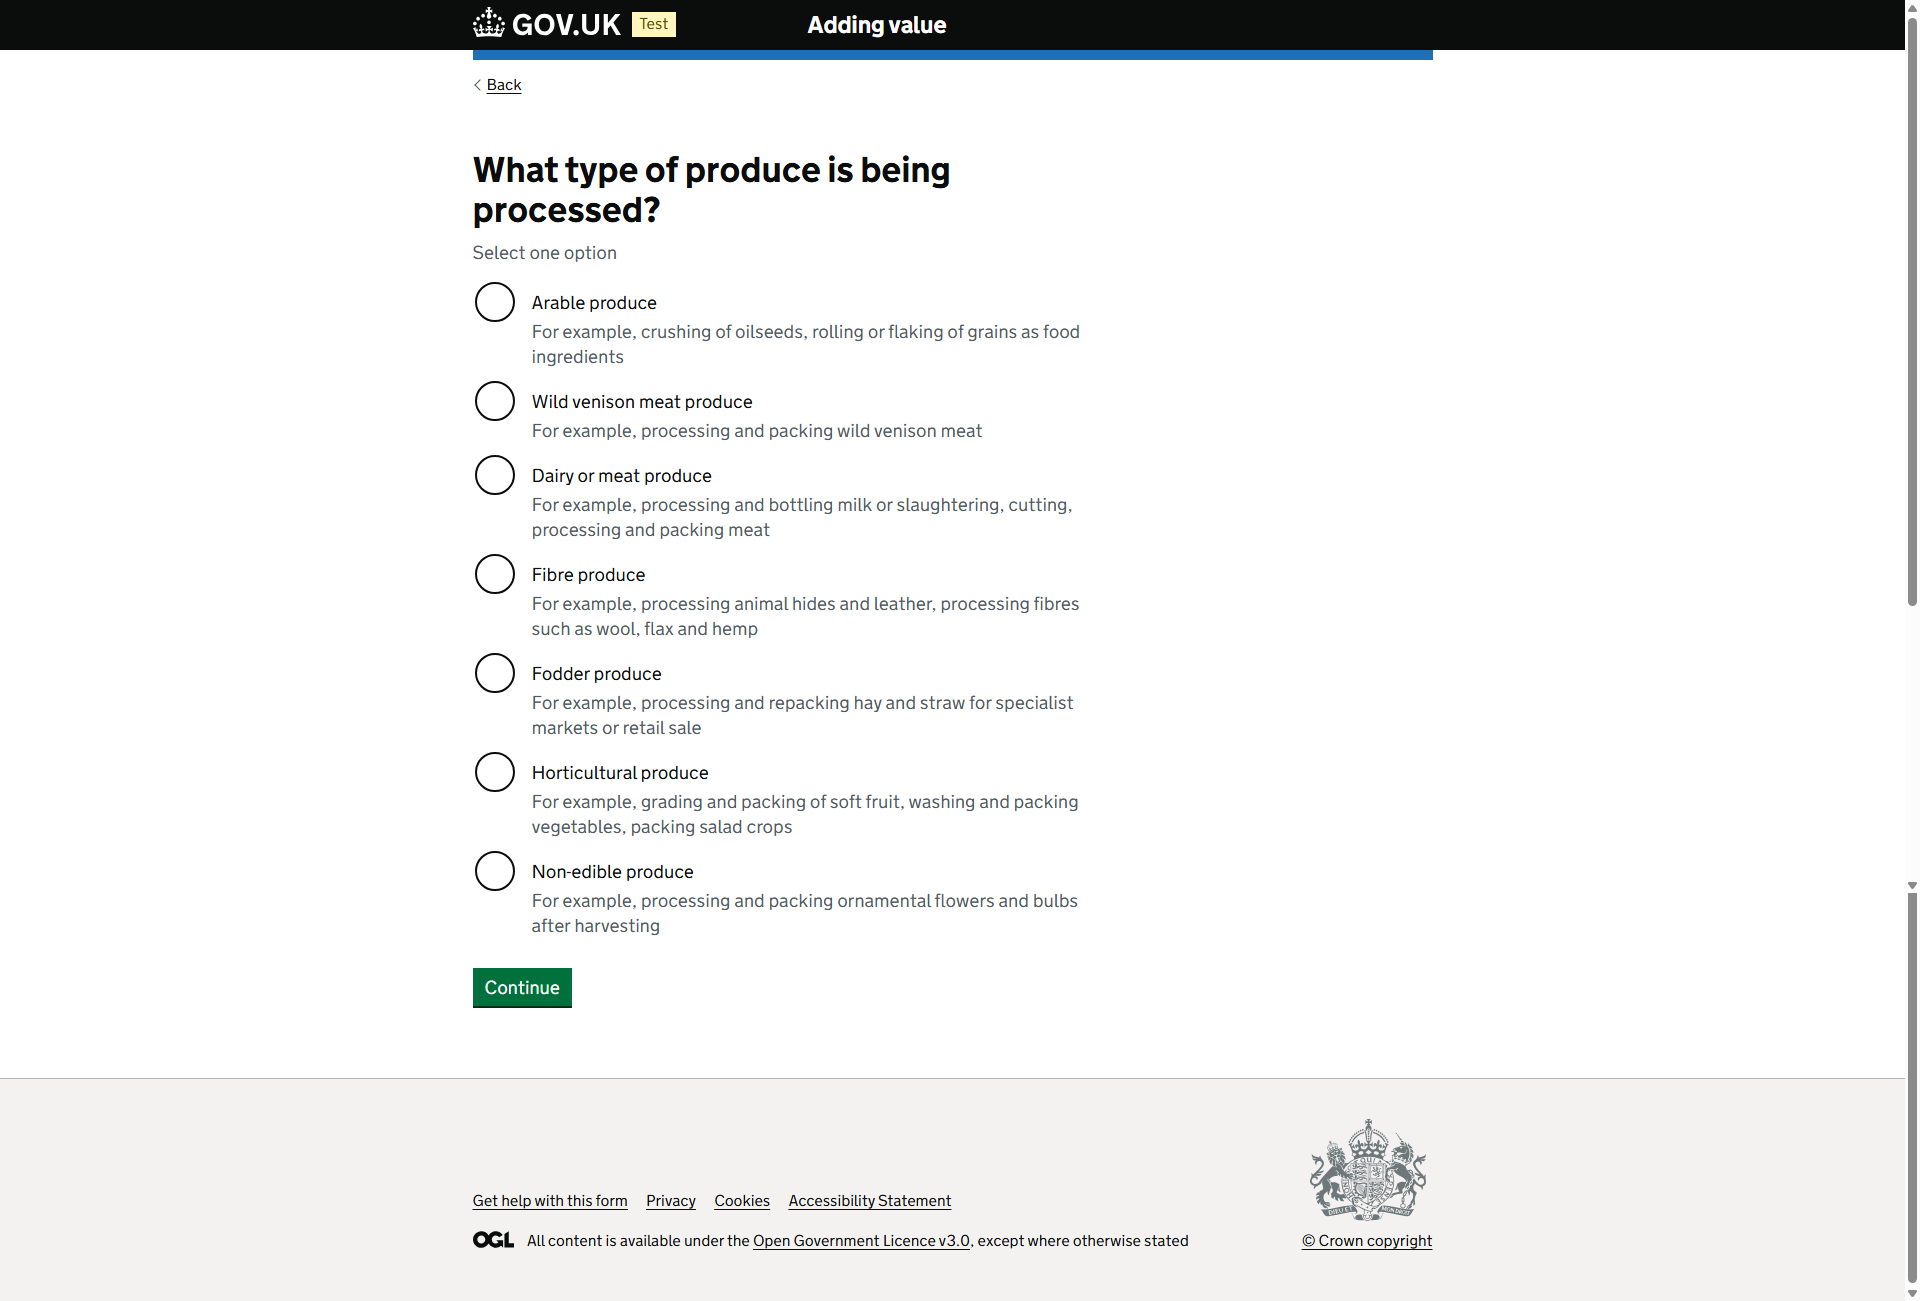 GOV.UK Test Adding value
Back
What type of produce is being
processed?
Select one option
Arable produce
For example, crushing of oilseeds, rolling or flaking of grains as food
ingredients
Wild venison meat produce
For example, processing and packing wild venison meat
Dairy or meat produce
For example, processing and bottling milk or slaughtering, cutting,
processing and packing meat
Fibre produce
For example, processing animal hides and leather, processing fibres
such as wool, flax and hemp
Fodder produce
For example, processing and repacking hay and straw for specialist
markets or retail sale
Horticultural produce
For example, grading and packing of soft fruit, washing and packing
vegetables, packing salad crops
Non-edible produce
For example, processing and packing ornamental flowers and bulbs
after harvesting
Continue
Get help with this form Privacy Cookies Accessibility Statement
OGL All content is available under the Open Government Licence v3.0, except where otherwise stated
© Crown copyright